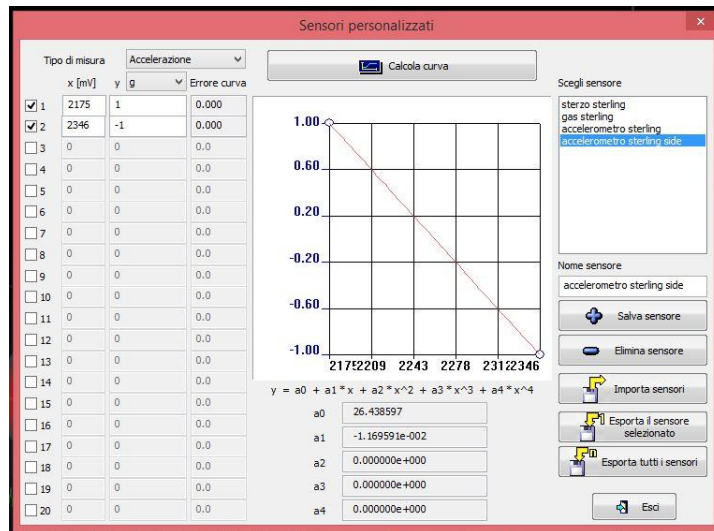 Sensori personalizzati
Tipo di misura Accelerazione
x [mV] y g Errore curva
1 2175 1 0.000
2 2346 -1 0.000
3 0 0 0.0
4 0 0 0.0
5 0 0 0.0
6 0 0 0.0
7 0 0 0.0
8 0 0 0.0
9 0 0 0.0
10 0 0 0.0
11 0 0 0.0
12 0 0 0.0
13 0 0 0.0
14 0 0 0.0
15 0 0 0.0
16 0 0 0.0
17 0 0 0.0
18 0 0 0.0
19 0 0 0.0
20 0 0 0.0
Calcola curva
1.00
0.60
0.20
-0.20
-0.60
-1.00
2175 2209 2243 2278 2312 2346
y = a0 + a1*x + a2*x^2 + a3*x^3 + a4*x^4
a0 26.438597
a1 -1.169591e-002
a2 0.000000e+000
a3 0.000000e+000
a4 0.000000e+000
Scegli sensore
sterzo sterling
gas sterling
accelerometro sterling
accelerometro sterling side
Nome sensore
accelerometro sterling side
Salva sensore
Elimina sensore
Importa sensori
Esporta il sensore
selezionato
Esporta tutti i sensori
Esci